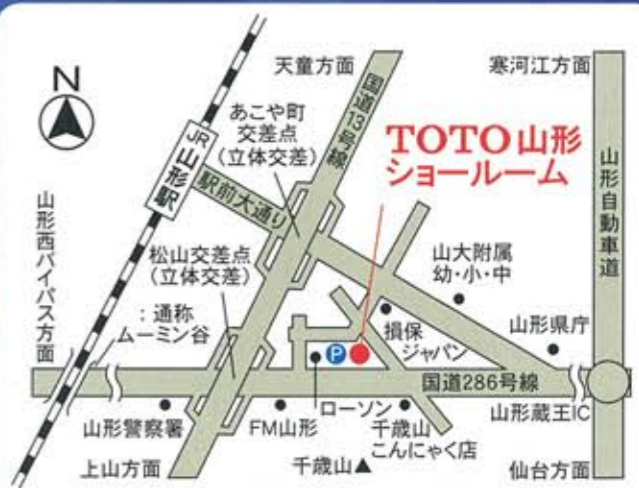 N
天童方面
寒河江方面
国道13号線
あこや町
交差点
(立体交差)
TOTO山形
ショールーム
JR
山形駅
駅前大通り
山形自動車道
山形西バイパス方面
松山交差点
(立体交差)
山大附属
幼・小・中
:通称
ムーミン谷
損保
ジャパン
山形県庁
P
国道286号線
ローソン
山形警察署
FM山形
千歳山
こんにゃく店
山形蔵王IC
上山方面
千歳山▲
仙台方面